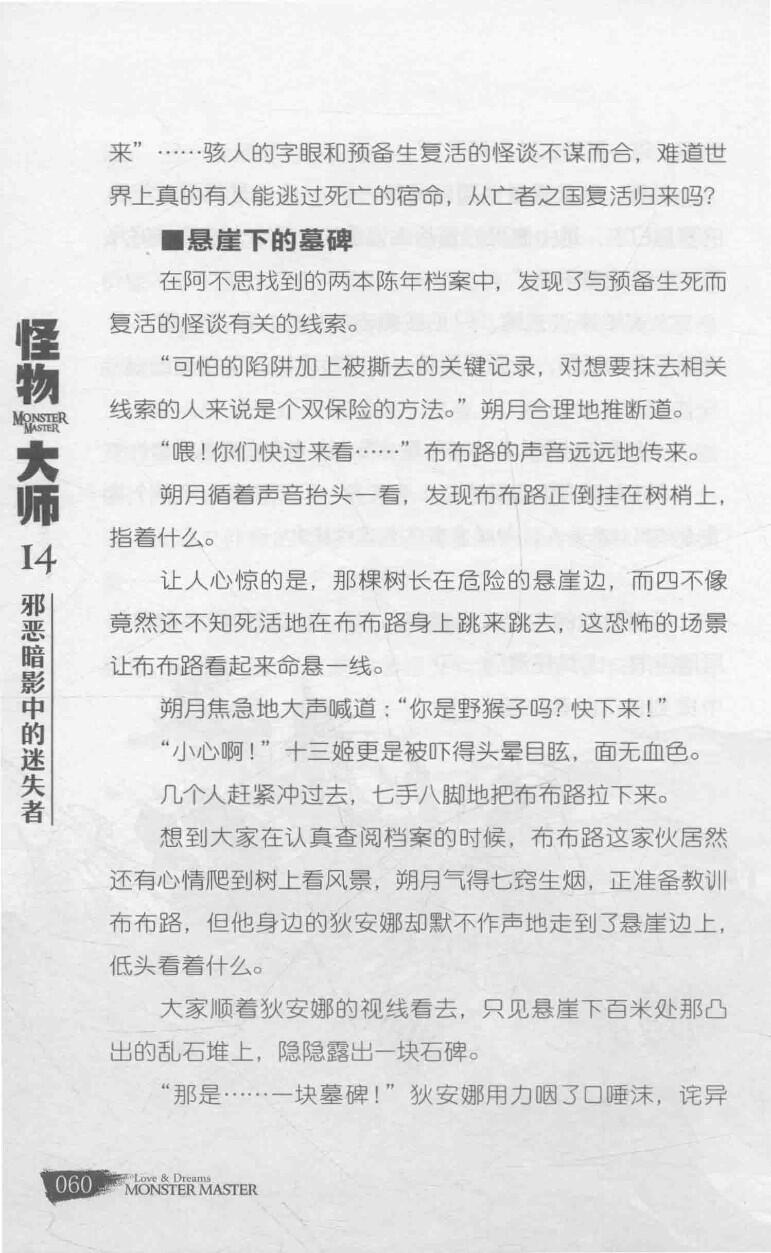 来”……骇人的字眼和预备生复活的怪谈不谋而合，难道世
界上真的有人能逃过死亡的宿命，从亡者之国复活归来吗？
■悬崖下的墓碑
在阿不思找到的两本陈年档案中，发现了与预备生死而
复活的怪谈有关的线索。
“可怕的陷阱加上被撕去的关键记录，对想要抹去相关
线索的人来说是个双保险的方法。”朔月合理地推断道。
“喂！你们快过来看……”布布路的声音远远地传来。
朔月循着声音抬头一看，发现布布路正倒挂在树梢上，
指着什么。
让人心惊的是，那棵树长在危险的悬崖边，而四不像
竟然还不知死活地在布布路身上跳来跳去，这恐怖的场景
让布布路看起来命悬一线。
朔月焦急地大声喊道：“你是野猴子吗？快下来！”
“小心啊！”十三姬更是被吓得头晕目眩，面无血色。
几个人赶紧冲过去，七手八脚地把布布路拉下来。
想到大家在认真查阅档案的时候，布布路这家伙居然
还有心情爬到树上看风景，朔月气得七窍生烟，正准备教训
布布路，但他身边的狄安娜却默不作声地走到了悬崖边上，
低头看着什么。
大家顺着狄安娜的视线看去，只见悬崖下百米处那凸
出的乱石堆上，隐隐露出一块石碑。
“那是……一块墓碑！”狄安娜用力咽了口唾沫，诧异
怪物
MONSTER
MASTER
大师
14
邪恶暗影中的迷失者
060
Love & Dreams
MONSTER MASTER